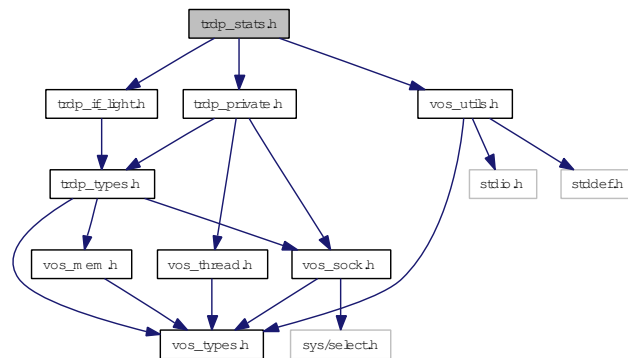 trdp_stats.h
trdp_if_light.h
trdp_private.h
vos_utils.h
trdp_types.h
stdio.h
stddef.h
vos_mem.h
vos_thread.h
vos_sock.h
vos_types.h
sys/select.h